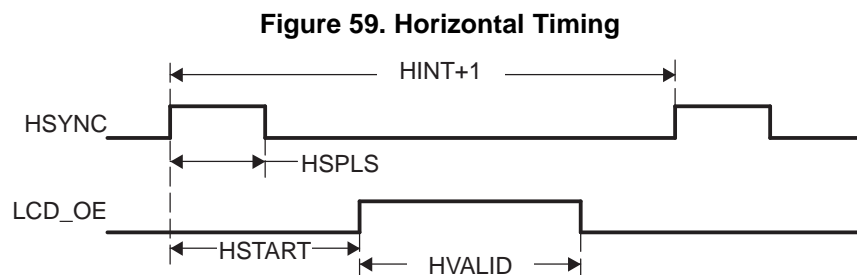 Figure 59. Horizontal Timing
HINT+1
HSYNC
HSPLS
LCD_OE
HSTART
HVALID